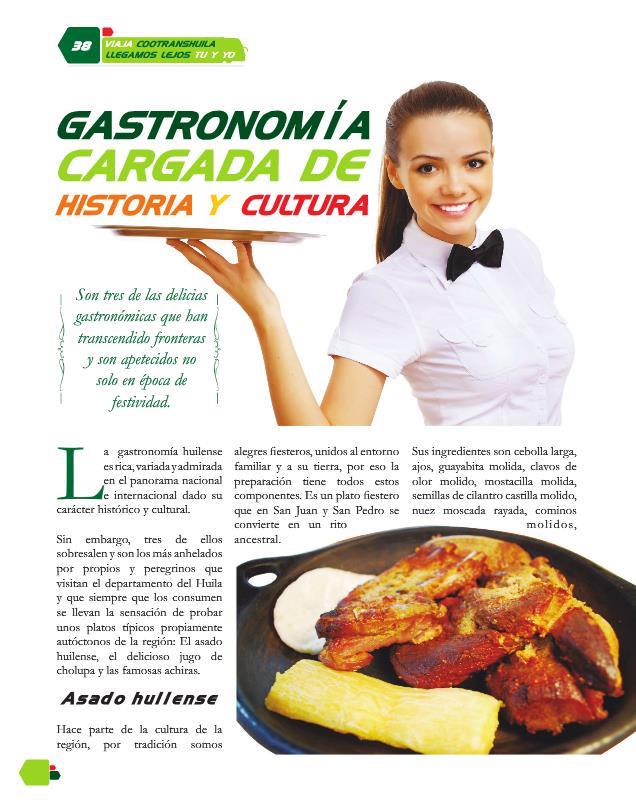 38
VIAJA COOTRANSHUILA
LLEGAMOS LEJOS TU Y YO
GASTRONOMÍA
CARGADA DE
HISTORIA Y CULTURA
Son tres de las delicias
gastronómicas que han
transcendido fronteras
y son apetecidos no
solo en época de
festividad.
La gastronomía huilense
es rica, variada y admirada
en el panorama nacional
e internacional dado su
carácter histórico y cultural.
Sin embargo, tres de ellos
sobresalen y son los más anhelados
por propios y peregrinos que
visitan el departamento del Huila
y que siempre que los consumen
se llevan la sensación de probar
unos platos típicos propiamente
autóctonos de la región: El asado
huilense, el delicioso jugo de
cholupa y las famosas achiras.
Asado huilense
Hace parte de la cultura de la
región, por tradición somos
alegres fiesteros, unidos al entorno
familiar y a su tierra, por eso la
preparación tiene todos estos
componentes. Es un plato fiestero
que en San Juan y San Pedro se
convierte en un rito
ancestral.
Sus ingredientes son cebolla larga,
ajos, guayabita molida, clavos de
olor molido, mostacilla molida,
semillas de cilantro castilla molido,
nuez moscada rayada, cominos
molidos,